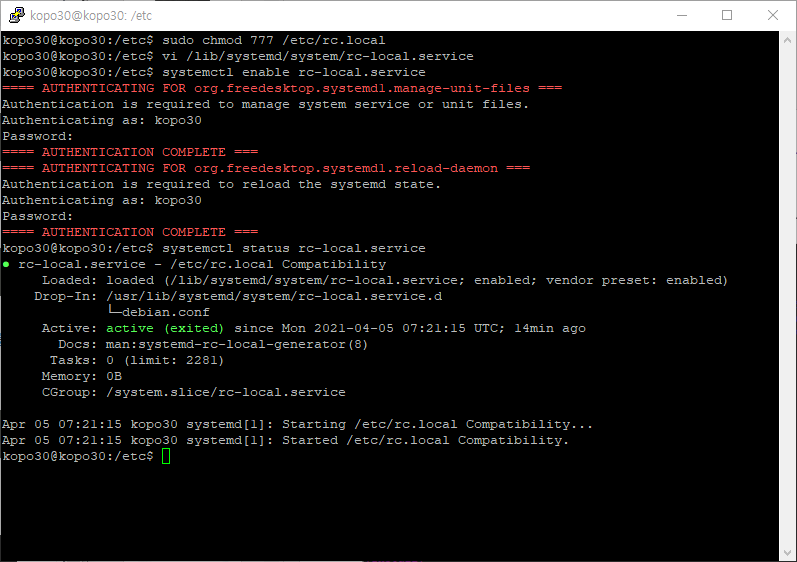 kopo30@kopo30: /etc
kopo30@kopo30:/etc$ sudo chmod 777 /etc/rc.local
kopo30@kopo30:/etc$ vi /lib/systemd/system/rc-local.service
kopo30@kopo30:/etc$ systemctl enable rc-local.service
==== AUTHENTICATING FOR org.freedesktop.systemd1.manage-unit-files ===
Authentication is required to manage system service or unit files.
Authenticating as: kopo30
Password:
==== AUTHENTICATION COMPLETE ===
==== AUTHENTICATING FOR org.freedesktop.systemd1.reload-daemon ===
Authentication is required to reload the systemd state.
Authenticating as: kopo30
Password:
==== AUTHENTICATION COMPLETE ===
kopo30@kopo30:/etc$ systemctl status rc-local.service
● rc-local.service - /etc/rc.local Compatibility
     Loaded: loaded (/lib/systemd/system/rc-local.service; enabled; vendor preset: enabled)
    Drop-In: /usr/lib/systemd/system/rc-local.service.d
             └─debian.conf
     Active: active (exited) since Mon 2021-04-05 07:21:15 UTC; 14min ago
       Docs: man:systemd-rc-local-generator(8)
      Tasks: 0 (limit: 2281)
     Memory: 0B
     CGroup: /system.slice/rc-local.service
Apr 05 07:21:15 kopo30 systemd[1]: Starting /etc/rc.local Compatibility...
Apr 05 07:21:15 kopo30 systemd[1]: Started /etc/rc.local Compatibility.
kopo30@kopo30:/etc$